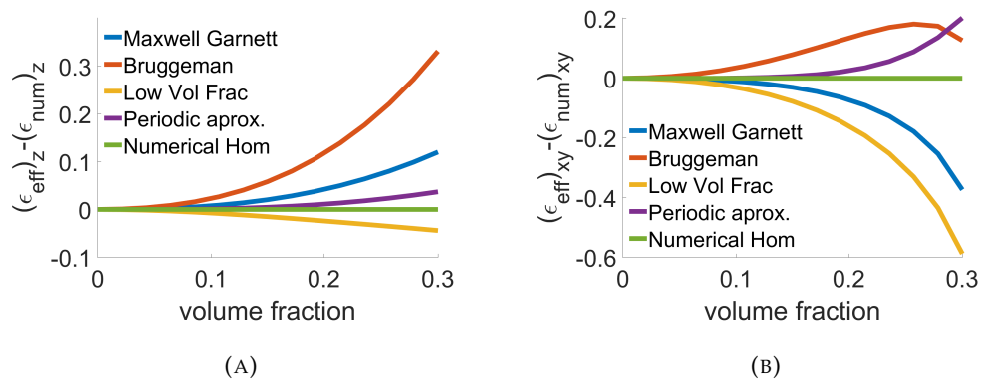 (ϵeff)z-(ϵnum)z
0.3
0.2
0.1
0
-0.1
Maxwell Garnett
Bruggeman
Low Vol Frac
Periodic aprox.
Numerical Hom
0
0.1
0.2
0.3
volume fraction
(A)
(ϵeff)xy-(ϵnum)xy
0.2
0
-0.2
-0.4
-0.6
Maxwell Garnett
Bruggeman
Low Vol Frac
Periodic aprox.
Numerical Hom
0
0.1
0.2
0.3
volume fraction
(B)